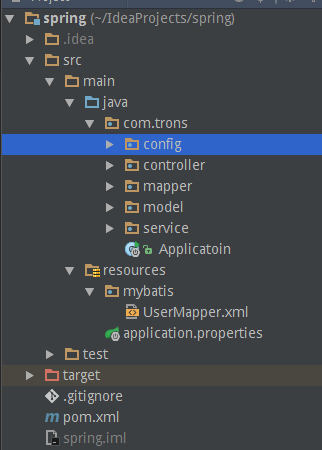 spring (~/IdeaProjects/spring)
.idea
src
main
java
com.trons
config
controller
mapper
model
service
Applicatoin
resources
mybatis
UserMapper.xml
application.properties
test
target
.gitignore
pom.xml
spring.iml